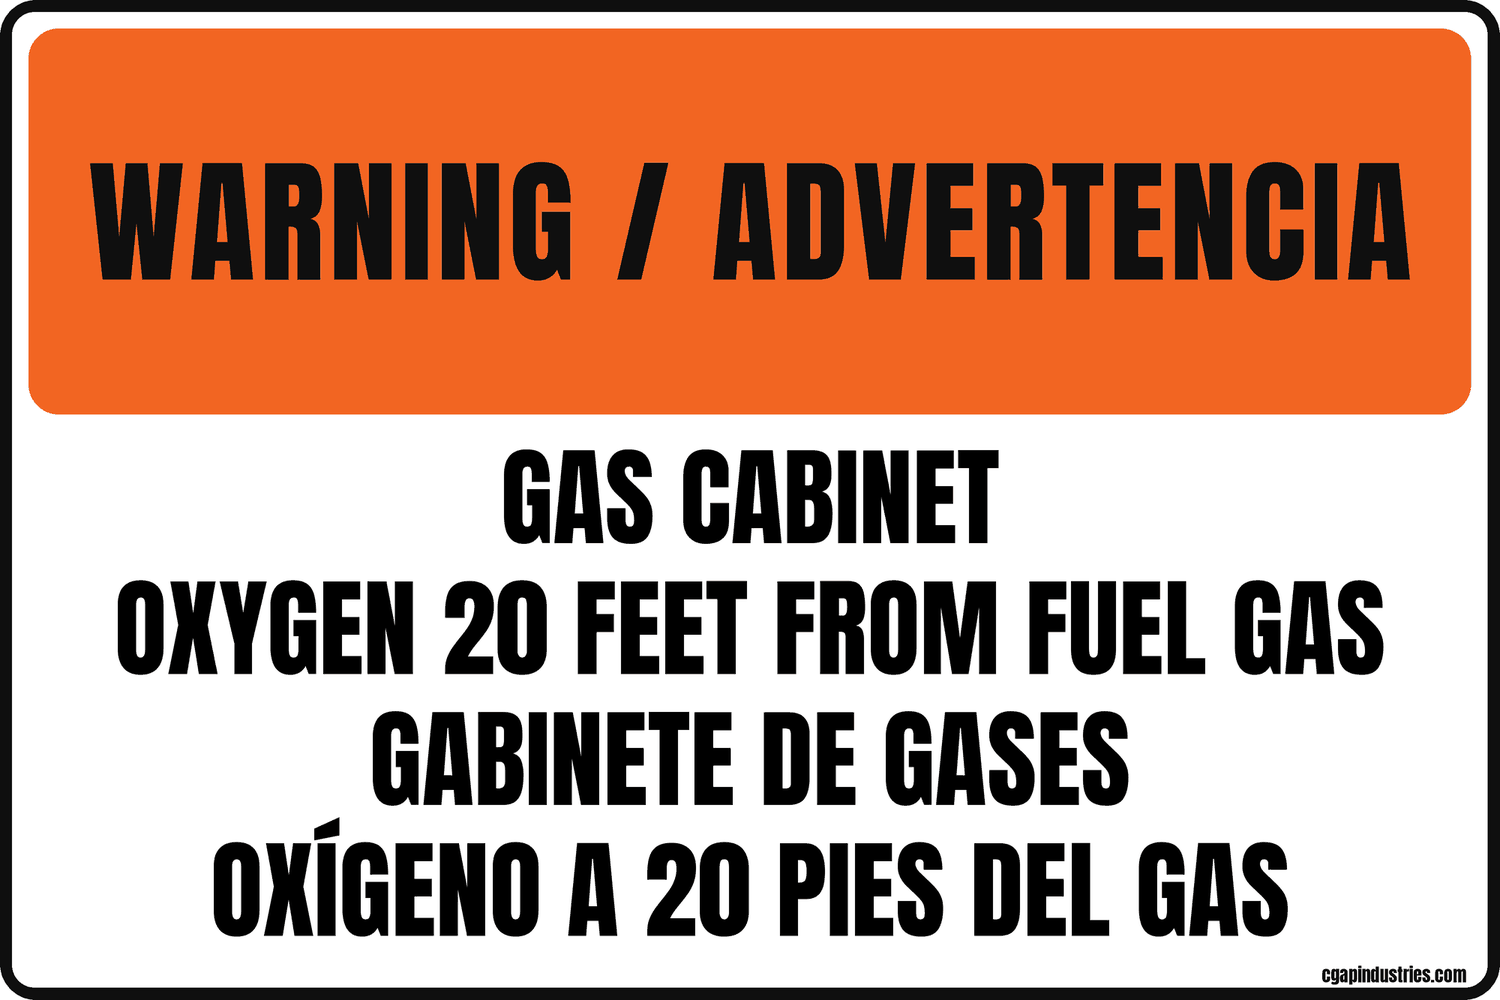 WARNING / ADVERTENCIA
GAS CABINET
OXYGEN 20 FEET FROM FUEL GAS
GABINETE DE GASES
OXÍGENO A 20 PIES DEL GAS
cgapindustries.com